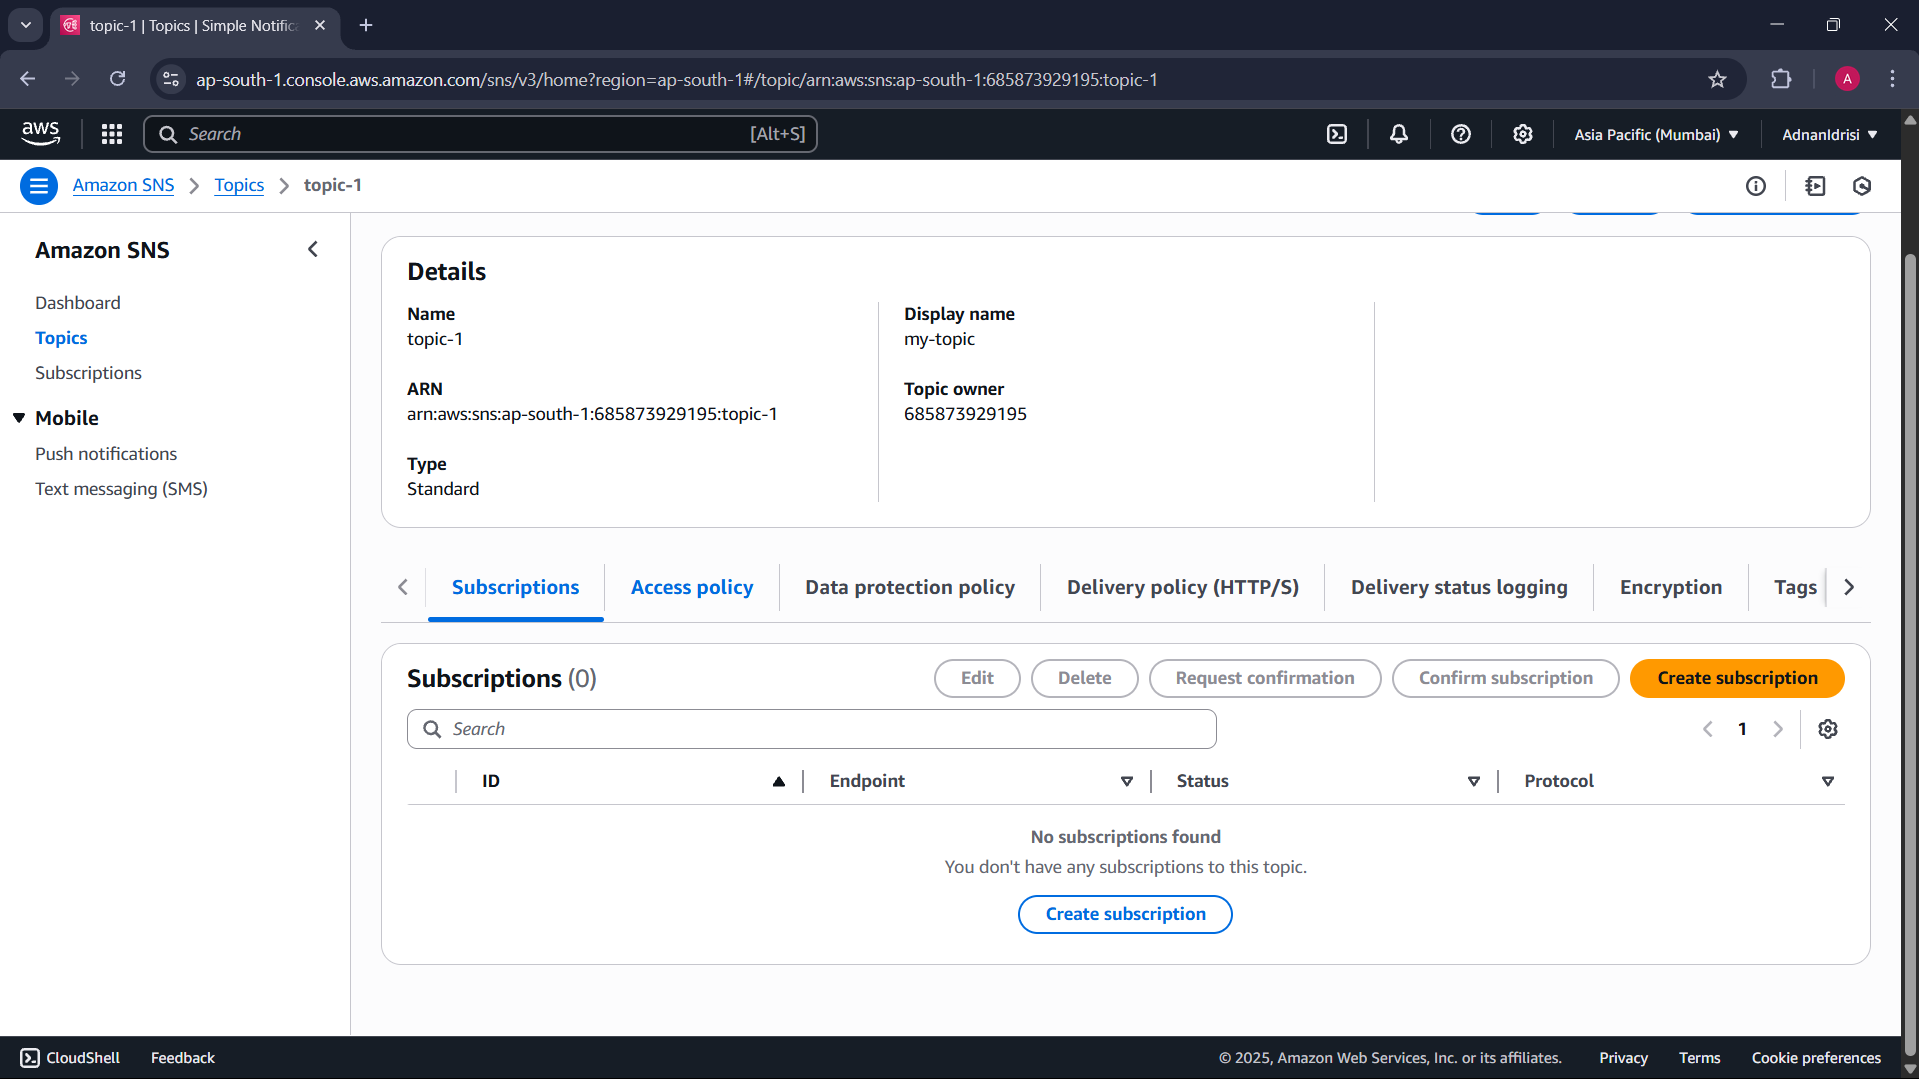 topic-1 | Topics | Simple Notific
ap-south-1.console.aws.amazon.com/sns/v3/home?region=ap-south-1#/topic/arn:aws:sns:ap-south-1:685873929195:topic-1
A
aws
Search
[Alt+S]
Asia Pacific (Mumbai)
AdnanIdrisi
Amazon SNS
Topics
topic-1
Amazon SNS
Dashboard
Topics
Subscriptions
Mobile
Push notifications
Text messaging (SMS)
Details
Name
topic-1
ARN
arn:aws:sns:ap-south-1:685873929195:topic-1
Type
Standard
Display name
my-topic
Topic owner
685873929195
Subscriptions
Access policy
Data protection policy
Delivery policy (HTTP/S)
Delivery status logging
Encryption
Tags
Subscriptions (0)
Edit
Delete
Request confirmation
Confirm subscription
Create subscription
Search
1
ID
Endpoint
Status
Protocol
No subscriptions found
You don't have any subscriptions to this topic.
Create subscription
CloudShell
Feedback
© 2025, Amazon Web Services, Inc. or its affiliates.
Privacy
Terms
Cookie preferences